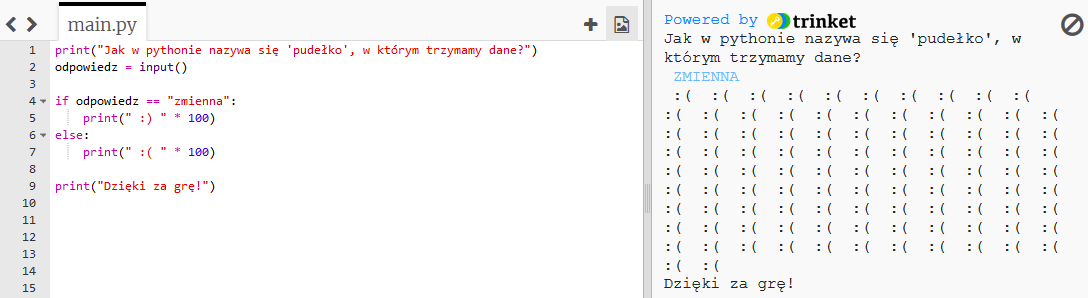 main.py
1 print("Jak w pythonie nazywa się 'pudełko', w którym trzymamy dane?")
2 odpowiedz = input()
3
4 if odpowiedz == "zmienna":
5     print(" :) " * 100)
6 else:
7     print(" :( " * 100)
8
9 print("Dzięki za grę!")
10
11
12
13
14
15
Powered by trinket
Jak w pythonie nazywa się 'pudełko', w
którym trzymamy dane?
 ZMIENNA
 :(  :(  :(  :(  :(  :(  :(  :(  :(  :(
:(  :(  :(  :(  :(  :(  :(  :(  :(  :(  :(
:(  :(  :(  :(  :(  :(  :(  :(  :(  :(  :(
:(  :(  :(  :(  :(  :(  :(  :(  :(  :(  :(
:(  :(  :(  :(  :(  :(  :(  :(  :(  :(  :(
:(  :(  :(  :(  :(  :(  :(  :(  :(  :(  :(
:(  :(  :(  :(  :(  :(  :(  :(  :(  :(  :(
:(  :(  :(  :(  :(  :(  :(  :(  :(  :(  :(
:(  :(  :(  :(  :(  :(  :(  :(  :(  :(  :(
:(  :(
Dzięki za grę!